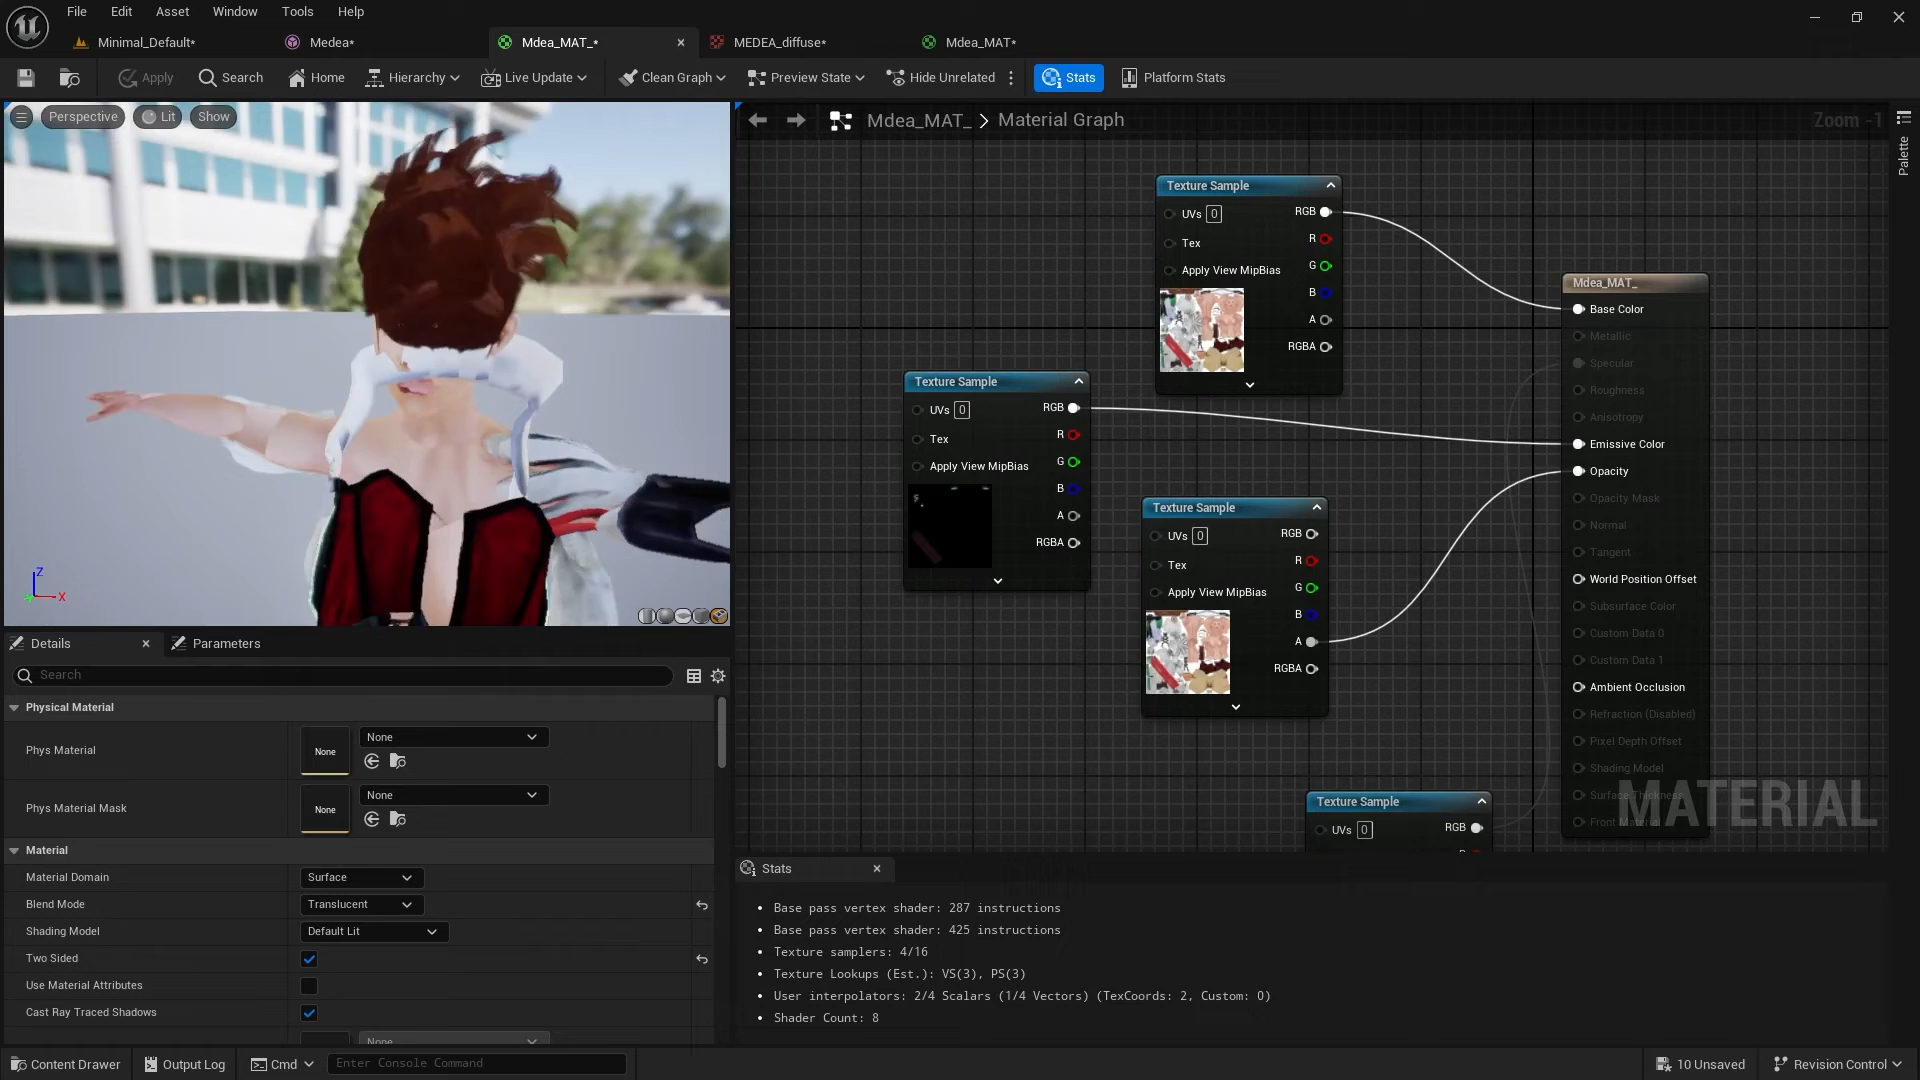 File Edit Asset Window Tools Help
Minimal_Default* Medea* Mdea_MAT_* MEDEA_diffuse* Mdea_MAT*
Apply Search Home Hierarchy Live Update Clean Graph Preview State Hide Unrelated Stats Platform Stats
Perspective Lit Show
Mdea_MAT_ > Material Graph
Zoom -1
Palette
Texture Sample
UVs 0 RGB
R
Tex
G
Apply View MipBias
B
A
RGBA
Texture Sample
UVs 0 RGB
R
Tex
G
Apply View MipBias
B
A
RGBA
Texture Sample
UVs 0 RGB
R
Tex
G
Apply View MipBias
B
A
RGBA
Texture Sample
UVs 0 RGB
Mdea_MAT_
Base Color
Metallic
Specular
Roughness
Anisotropy
Emissive Color
Opacity
Opacity Mask
Normal
Tangent
World Position Offset
Subsurface Color
Custom Data 0
Custom Data 1
Ambient Occlusion
Refraction (Disabled)
Pixel Depth Offset
Shading Model
Surface Thickness
Front Material
MATERIAL
Z
X
Details Parameters
Search
Physical Material
Phys Material None None
Phys Material Mask None None
Material
Material Domain Surface
Blend Mode Translucent
Shading Model Default Lit
Two Sided
Use Material Attributes
Cast Ray Traced Shadows
None
Stats
• Base pass vertex shader: 287 instructions
• Base pass vertex shader: 425 instructions
• Texture samplers: 4/16
• Texture Lookups (Est.): VS(3), PS(3)
• User interpolators: 2/4 Scalars (1/4 Vectors) (TexCoords: 2, Custom: 0)
• Shader Count: 8
Content Drawer Output Log Cmd Enter Console Command 10 Unsaved Revision Control